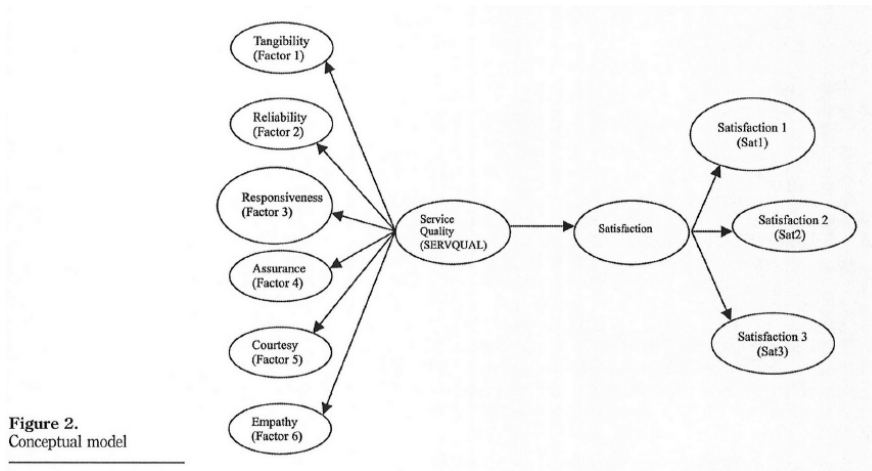 Tangibility
(Factor 1)
Reliability
(Factor 2)
Responsiveness
(Factor 3)
Assurance
(Factor 4)
Courtesy
(Factor 5)
Empathy
(Factor 6)
Service
Quality
(SERVQUAL)
Satisfaction
Satisfaction 1
(Sat1)
Satisfaction 2
(Sat2)
Satisfaction 3
(Sat3)
Figure 2.
Conceptual model